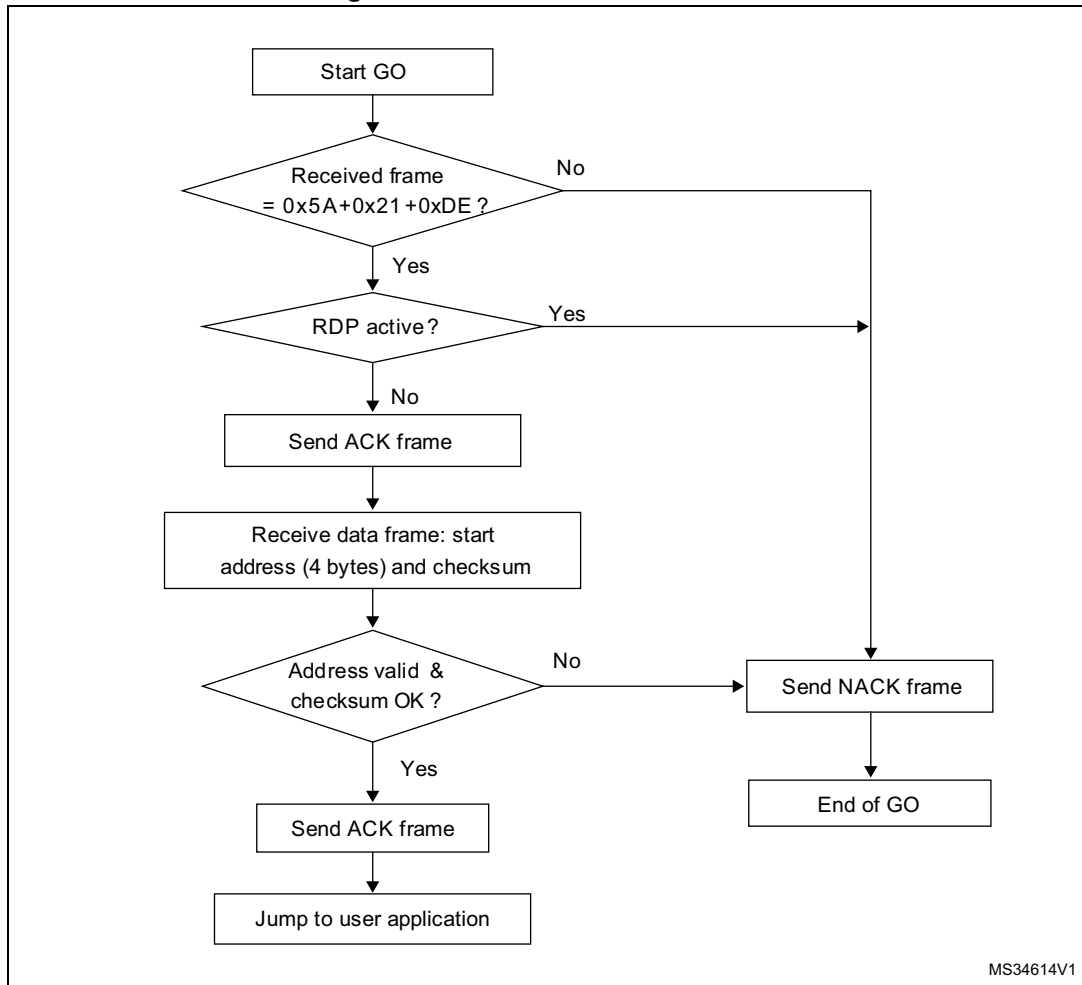 Start GO
Received frame
= 0x5A+0x21+0xDE ?
No
Yes
RDP active?
Yes
No
Send ACK frame
Receive data frame: start
address (4 bytes) and checksum
Address valid &
checksum OK ?
No
Send NACK frame
Yes
End of GO
Send ACK frame
Jump to user application
MS34614V1